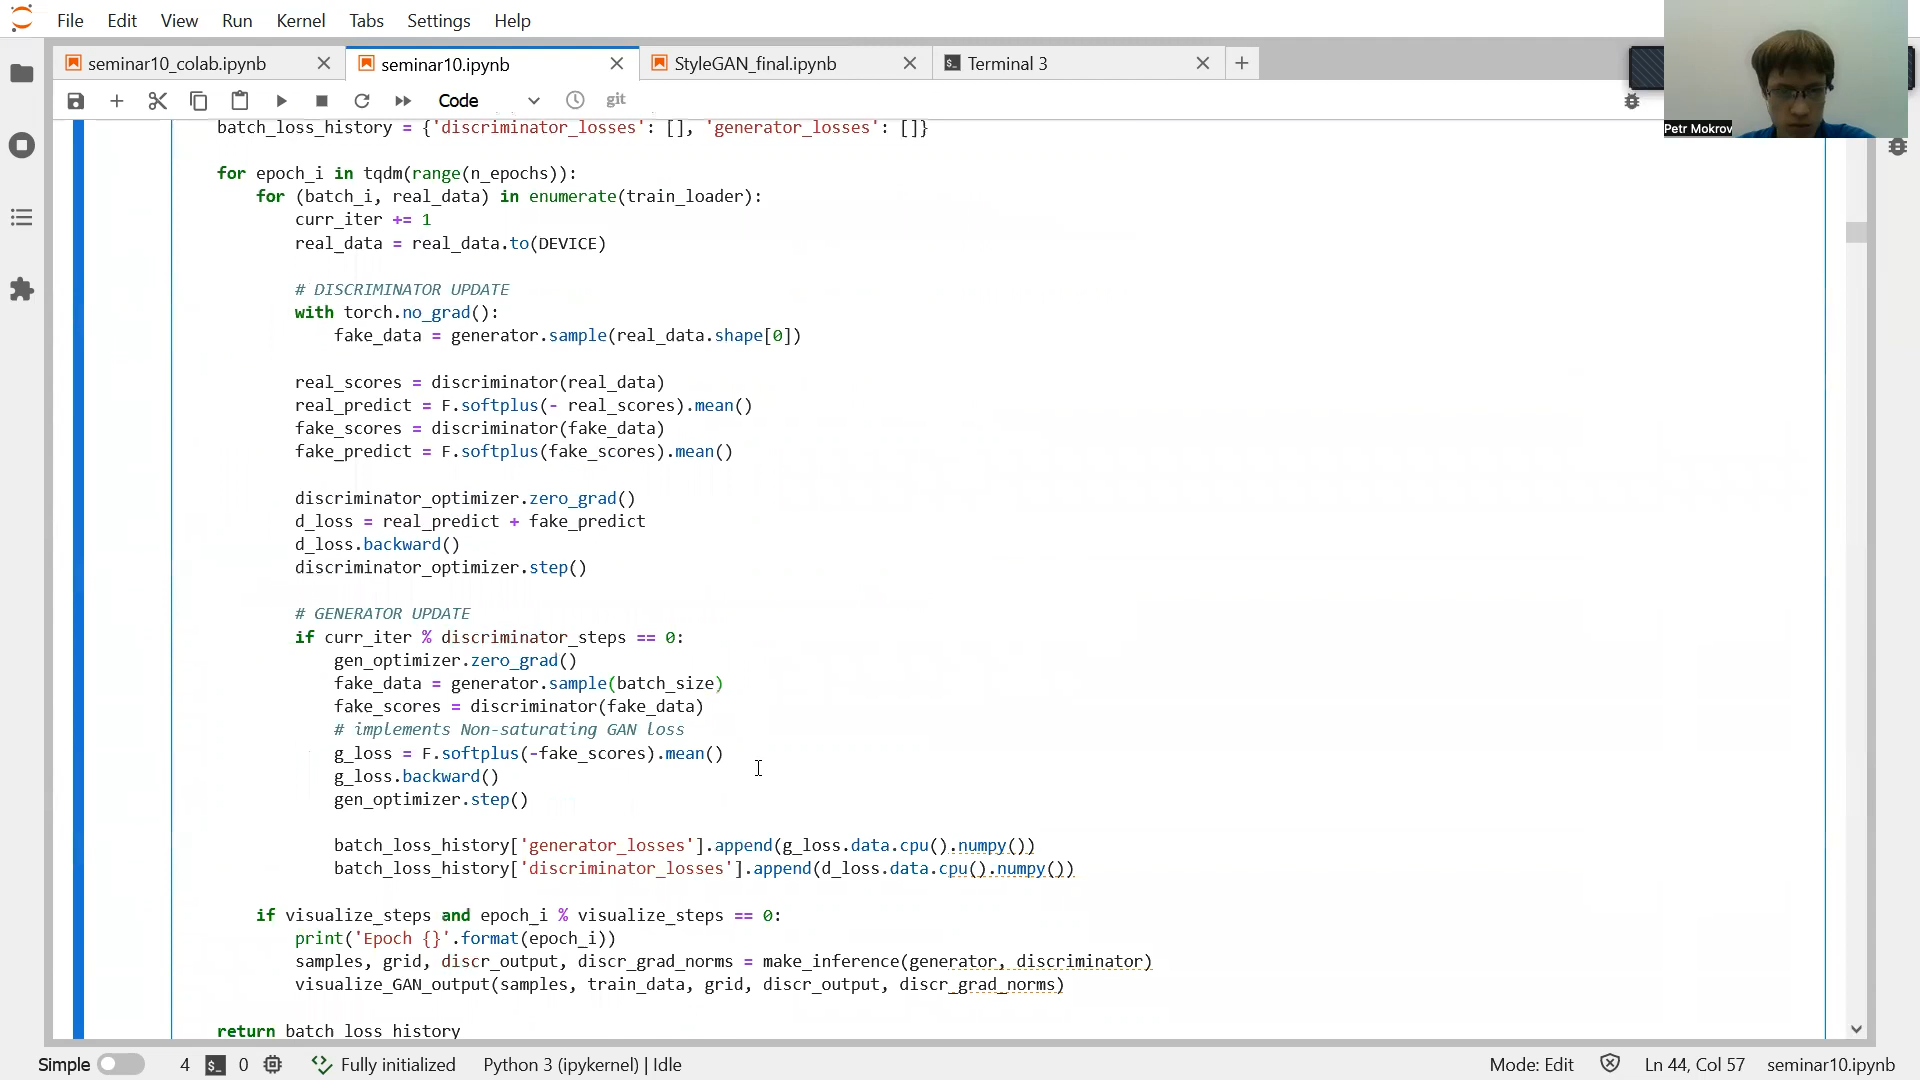 File Edit View Run Kernel Tabs Settings Help
seminar10_colab.ipynb seminar10.ipynb StyleGAN_final.ipynb Terminal 3
Code git
Petr Mokrov
batch_loss_history = {'discriminator_losses': [], 'generator_losses': []}
for epoch_i in tqdm(range(n_epochs)):
for (batch_i, real_data) in enumerate(train_loader):
curr_iter += 1
real_data = real_data.to(DEVICE)
# DISCRIMINATOR UPDATE
with torch.no_grad():
fake_data = generator.sample(real_data.shape[0])
real_scores = discriminator(real_data)
real_predict = F.softplus(- real_scores).mean()
fake_scores = discriminator(fake_data)
fake_predict = F.softplus(fake_scores).mean()
discriminator_optimizer.zero_grad()
d_loss = real_predict + fake_predict
d_loss.backward()
discriminator_optimizer.step()
# GENERATOR UPDATE
if curr_iter % discriminator_steps == 0:
gen_optimizer.zero_grad()
fake_data = generator.sample(batch_size)
fake_scores = discriminator(fake_data)
# implements Non-saturating GAN loss
g_loss = F.softplus(-fake_scores).mean()
g_loss.backward()
gen_optimizer.step()
batch_loss_history['generator_losses'].append(g_loss.data.cpu().numpy())
batch_loss_history['discriminator_losses'].append(d_loss.data.cpu().numpy())
if visualize_steps and epoch_i % visualize_steps == 0:
print('Epoch {}'.format(epoch_i))
samples, grid, discr_output, discr_grad_norms = make_inference(generator, discriminator)
visualize_GAN_output(samples, train_data, grid, discr_output, discr_grad_norms)
return batch_loss_history
Simple 4 0 Fully initialized Python 3 (ipykernel) | Idle Mode: Edit Ln 44, Col 57 seminar10.ipynb